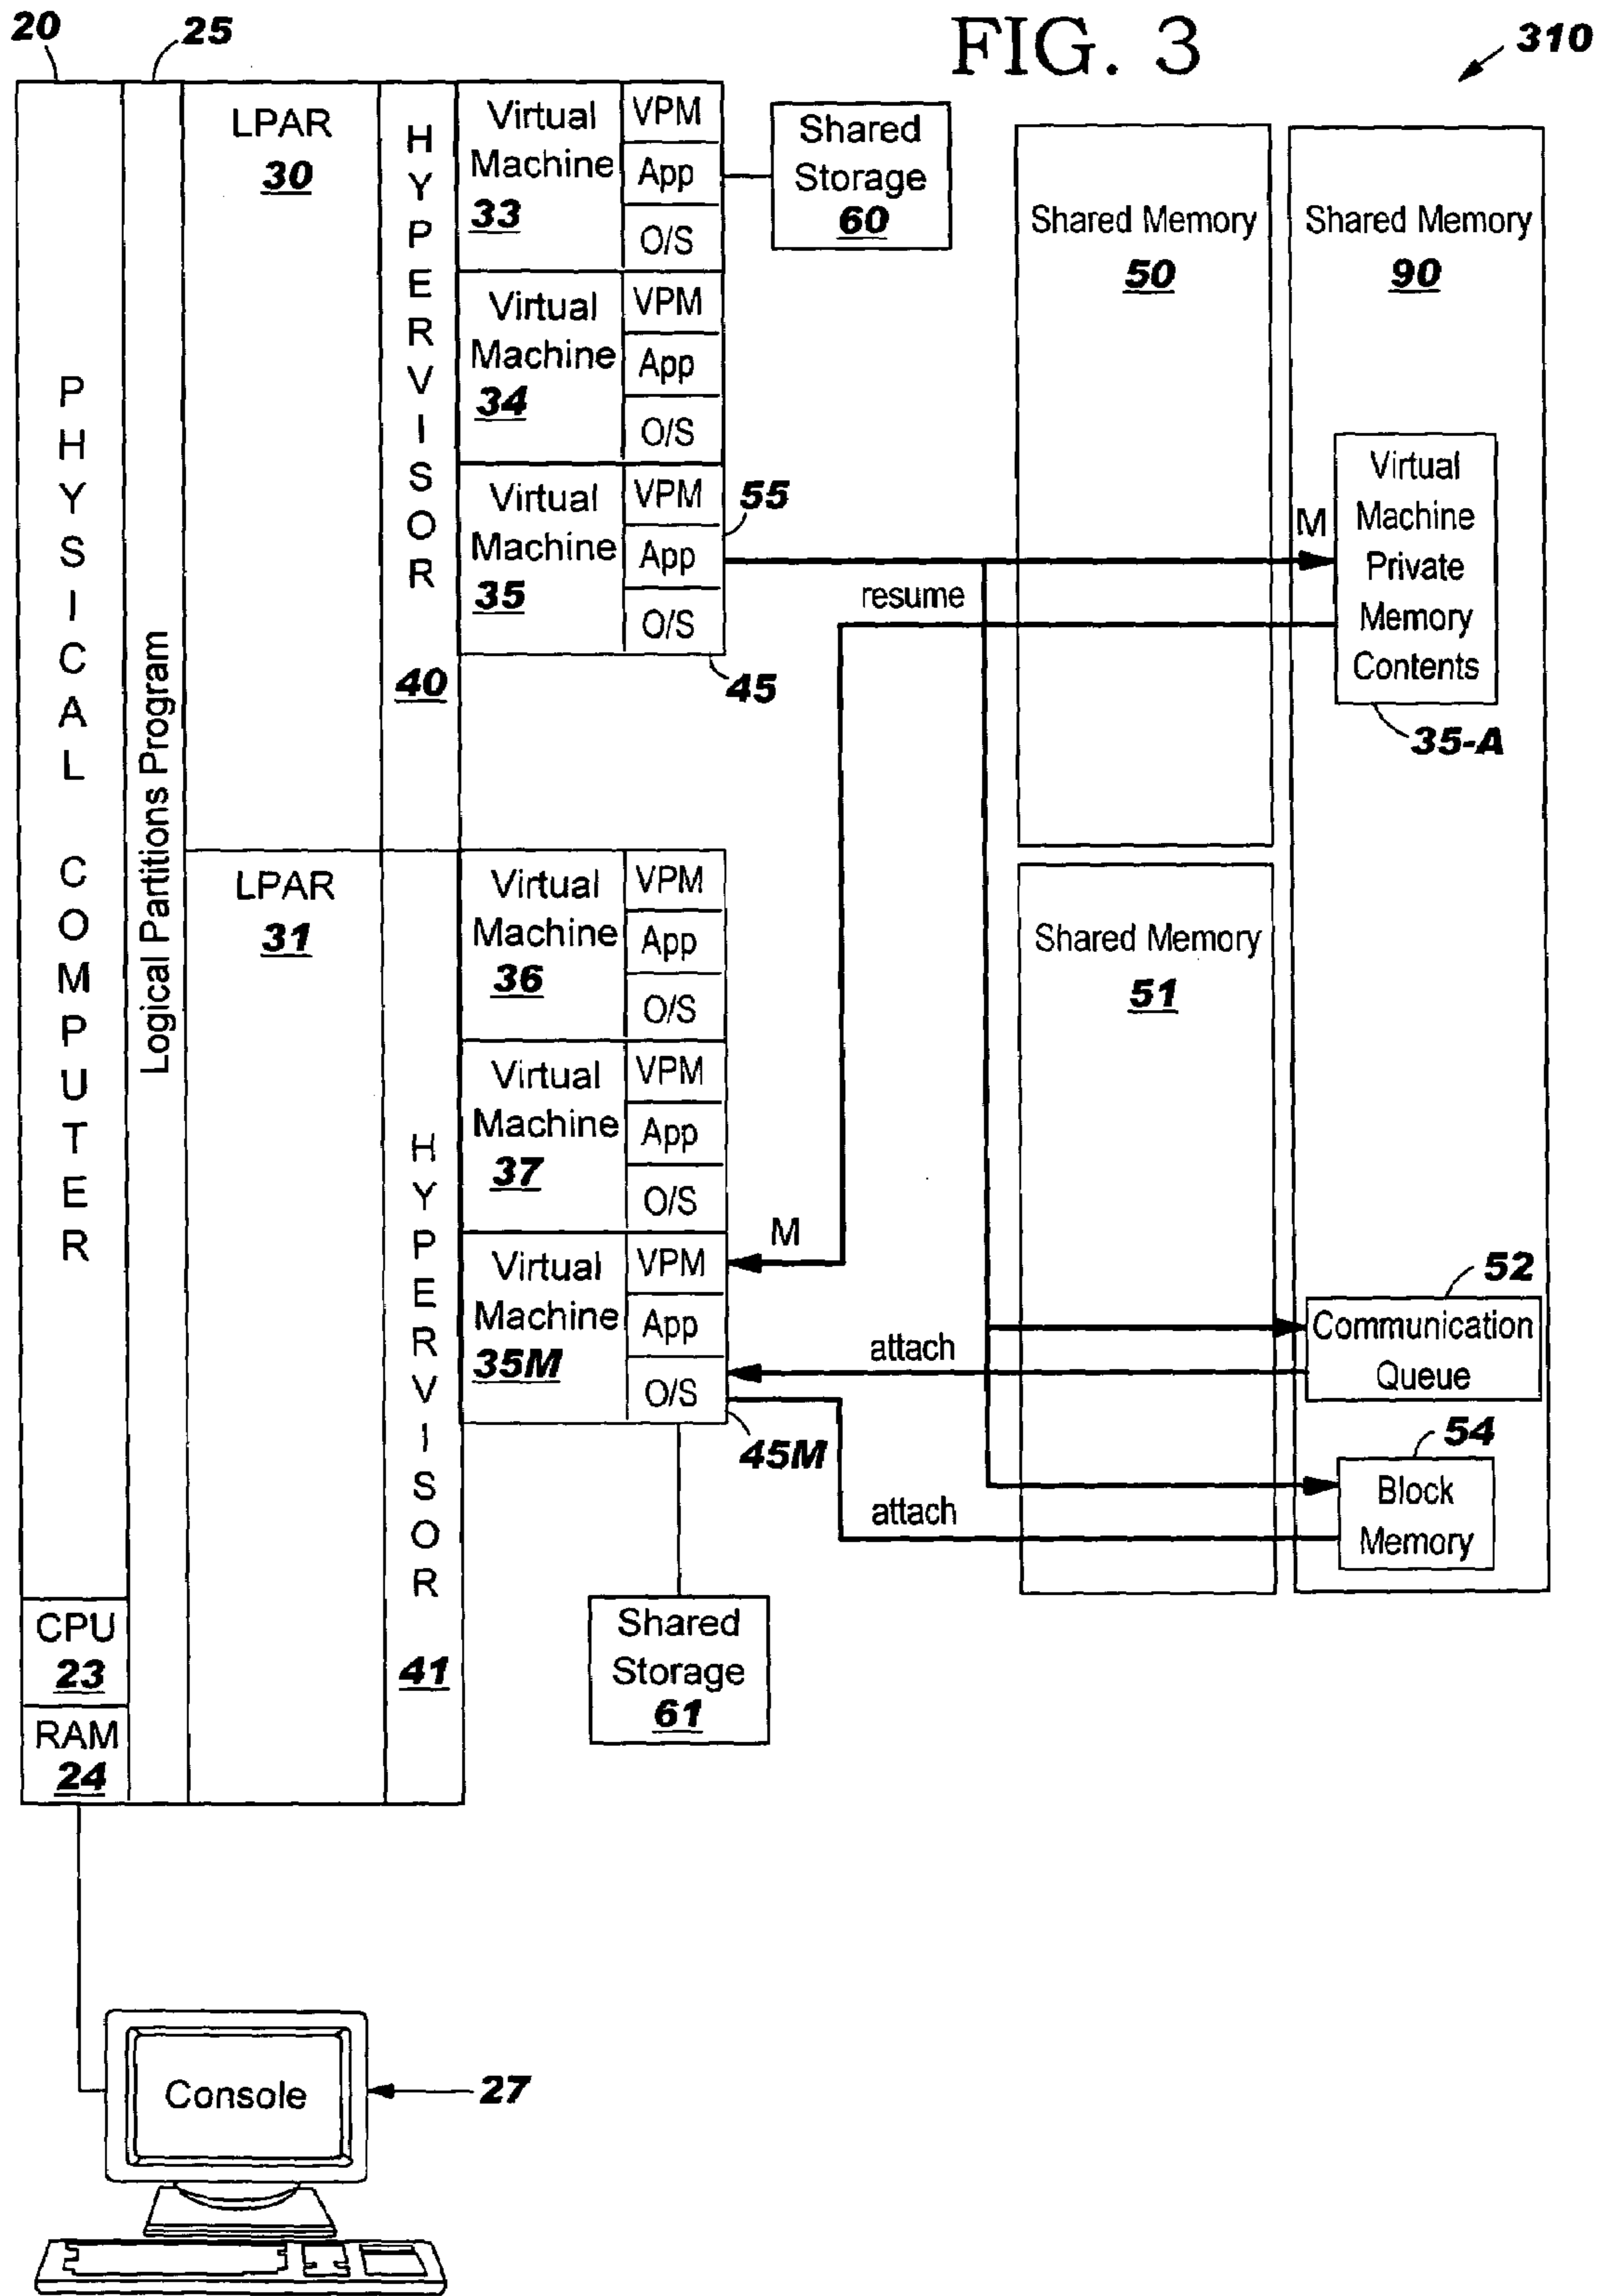 FIG. 3
310
20
25
PHYSICAL COMPUTER
CPU
23
RAM
24
Logical Partitions Program
LPAR
30
HYPERVISOR
40
Virtual
Machine
33
VPM
App
O/S
Virtual
Machine
34
VPM
App
O/S
Virtual
Machine
35
VPM
App
O/S
55
45
Shared
Storage
60
Shared Memory
50
Shared Memory
90
M
Virtual
Machine
Private
Memory
Contents
35-A
resume
LPAR
31
HYPERVISOR
41
Virtual
Machine
36
VPM
App
O/S
Virtual
Machine
37
VPM
App
O/S
Virtual
Machine
35M
VPM
App
O/S
M
45M
Shared Memory
51
attach
52
Communication
Queue
attach
54
Block
Memory
Shared
Storage
61
Console
27